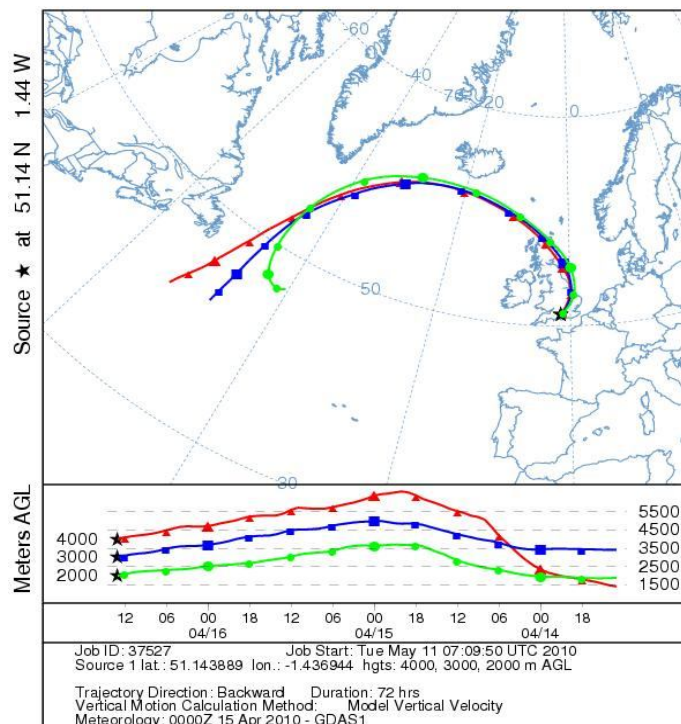 Source ★ at 51.14 N 1.44 W
-60
-40
70
-20
0
50
30
Meters AGL
4000
3000
2000
5500
4500
3500
2500
1500
12 06 00 18 12 06 00 18 12 06 00 18
04/16 04/15 04/14
Job ID: 37527 Job Start: Tue May 11 07:09:50 UTC 2010
Source 1 lat.: 51.143889 lon.: -1.436944 hgts: 4000, 3000, 2000 m AGL
Trajectory Direction: Backward Duration: 72 hrs
Vertical Motion Calculation Method: Model Vertical Velocity
Meteorology: 0000Z 15 Apr 2010 - GDAS1